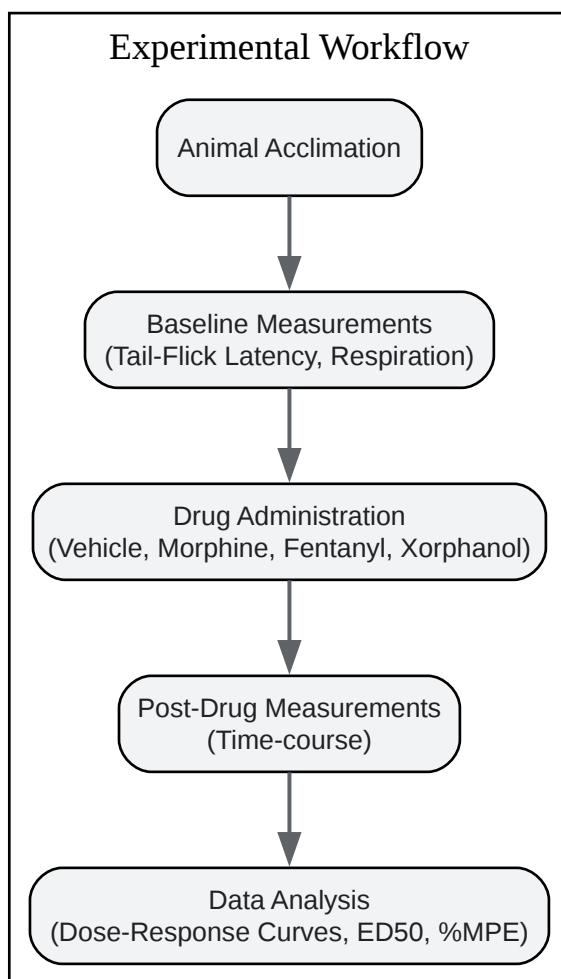 Experimental Workflow
Animal Acclimation
Baseline Measurements
(Tail-Flick Latency, Respiration)
Drug Administration
(Vehicle, Morphine, Fentanyl, Xorphanol)
Post-Drug Measurements
(Time-course)
Data Analysis
(Dose-Response Curves, ED50, %MPE)